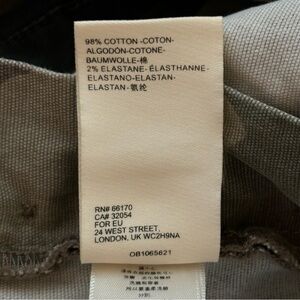 98% COTTON -COTON-
ALGODÓN-COTONE-
BAUMWOLLE-棉
2% ELASTANE-ÉLASTHANNE-
ELASTANO-ELASTAN-
ELASTAN-氨纶
RN# 66170
CA# 32054
FOR EU
24 WEST STREET,
LONDON, UK WC2H9NA
OB1065621